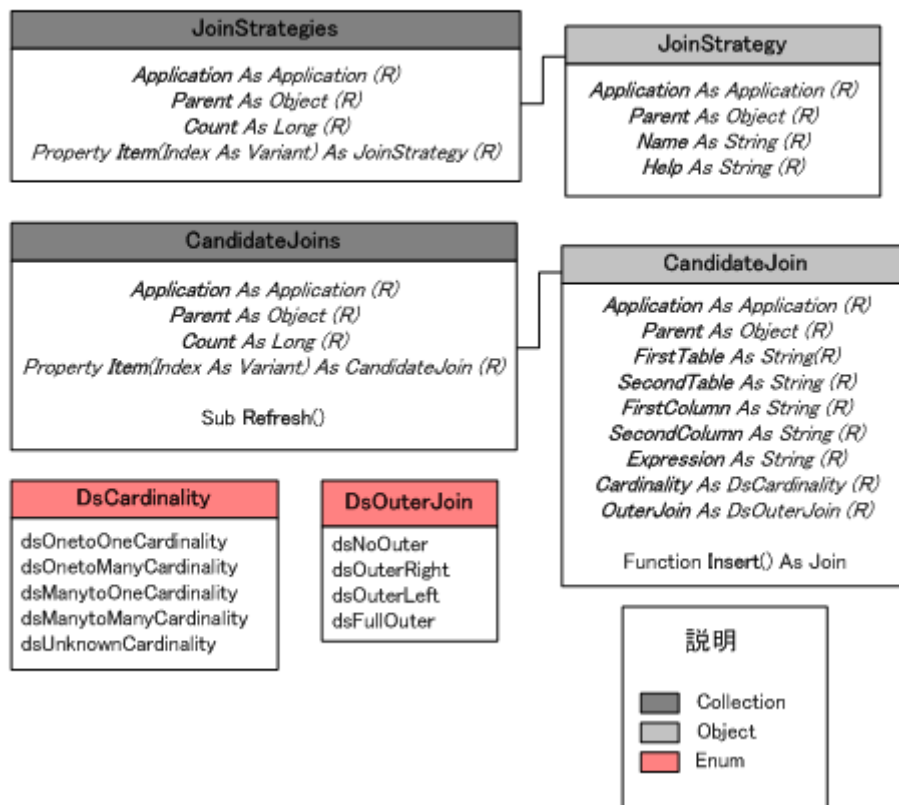 JoinStrategies
Application As Application (R)
Parent As Object (R)
Count As Long (R)
Property Item(Index As Variant) As JoinStrategy (R)
JoinStrategy
Application As Application (R)
Parent As Object (R)
Name As String (R)
Help As String (R)
CandidateJoins
Application As Application (R)
Parent As Object (R)
Count As Long (R)
Property Item(Index As Variant) As CandidateJoin (R)
Sub Refresh()
CandidateJoin
Application As Application (R)
Parent As Object (R)
FirstTable As String(R)
SecondTable As String (R)
FirstColumn As String (R)
SecondColumn As String (R)
Expression As String (R)
Cardinality As DsCardinality (R)
OuterJoin As DsOuterJoin (R)
Function Insert() As Join
DsCardinality
dsOnetoOneCardinality
dsOnetoManyCardinality
dsManytoOneCardinality
dsManytoManyCardinality
dsUnknownCardinality
DsOuterJoin
dsNoOuter
dsOuterRight
dsOuterLeft
dsFullOuter
説明
Collection
Object
Enum